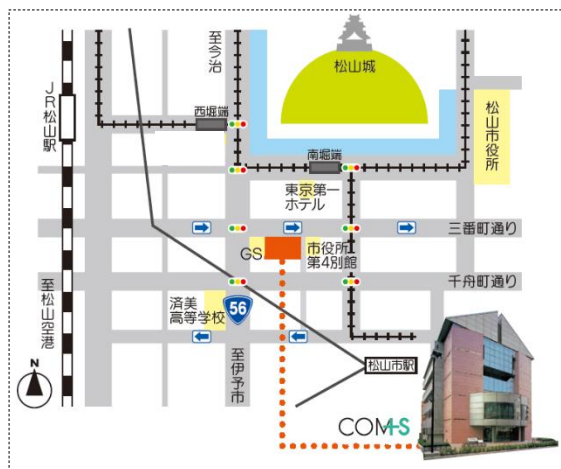 至今治
松山城
JR松山駅
西堀端
松山市役所
南堀端
東京第一
ホテル
三番町通り
GS
市役所
第4別館
千舟町通り
済美
高等学校
56
至松山空港
至伊予市
松山市駅
N
COM+S